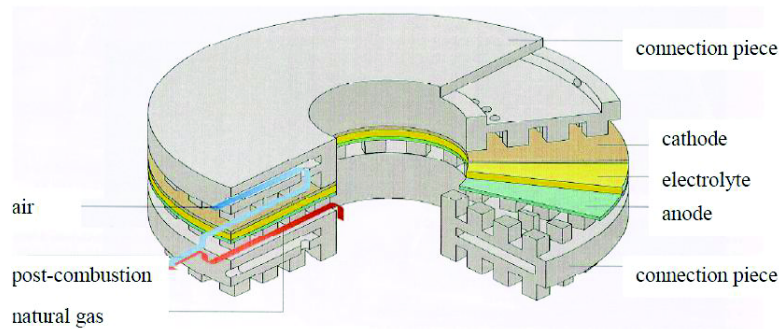 connection piece
cathode
electrolyte
anode
connection piece
air
post-combustion
natural gas